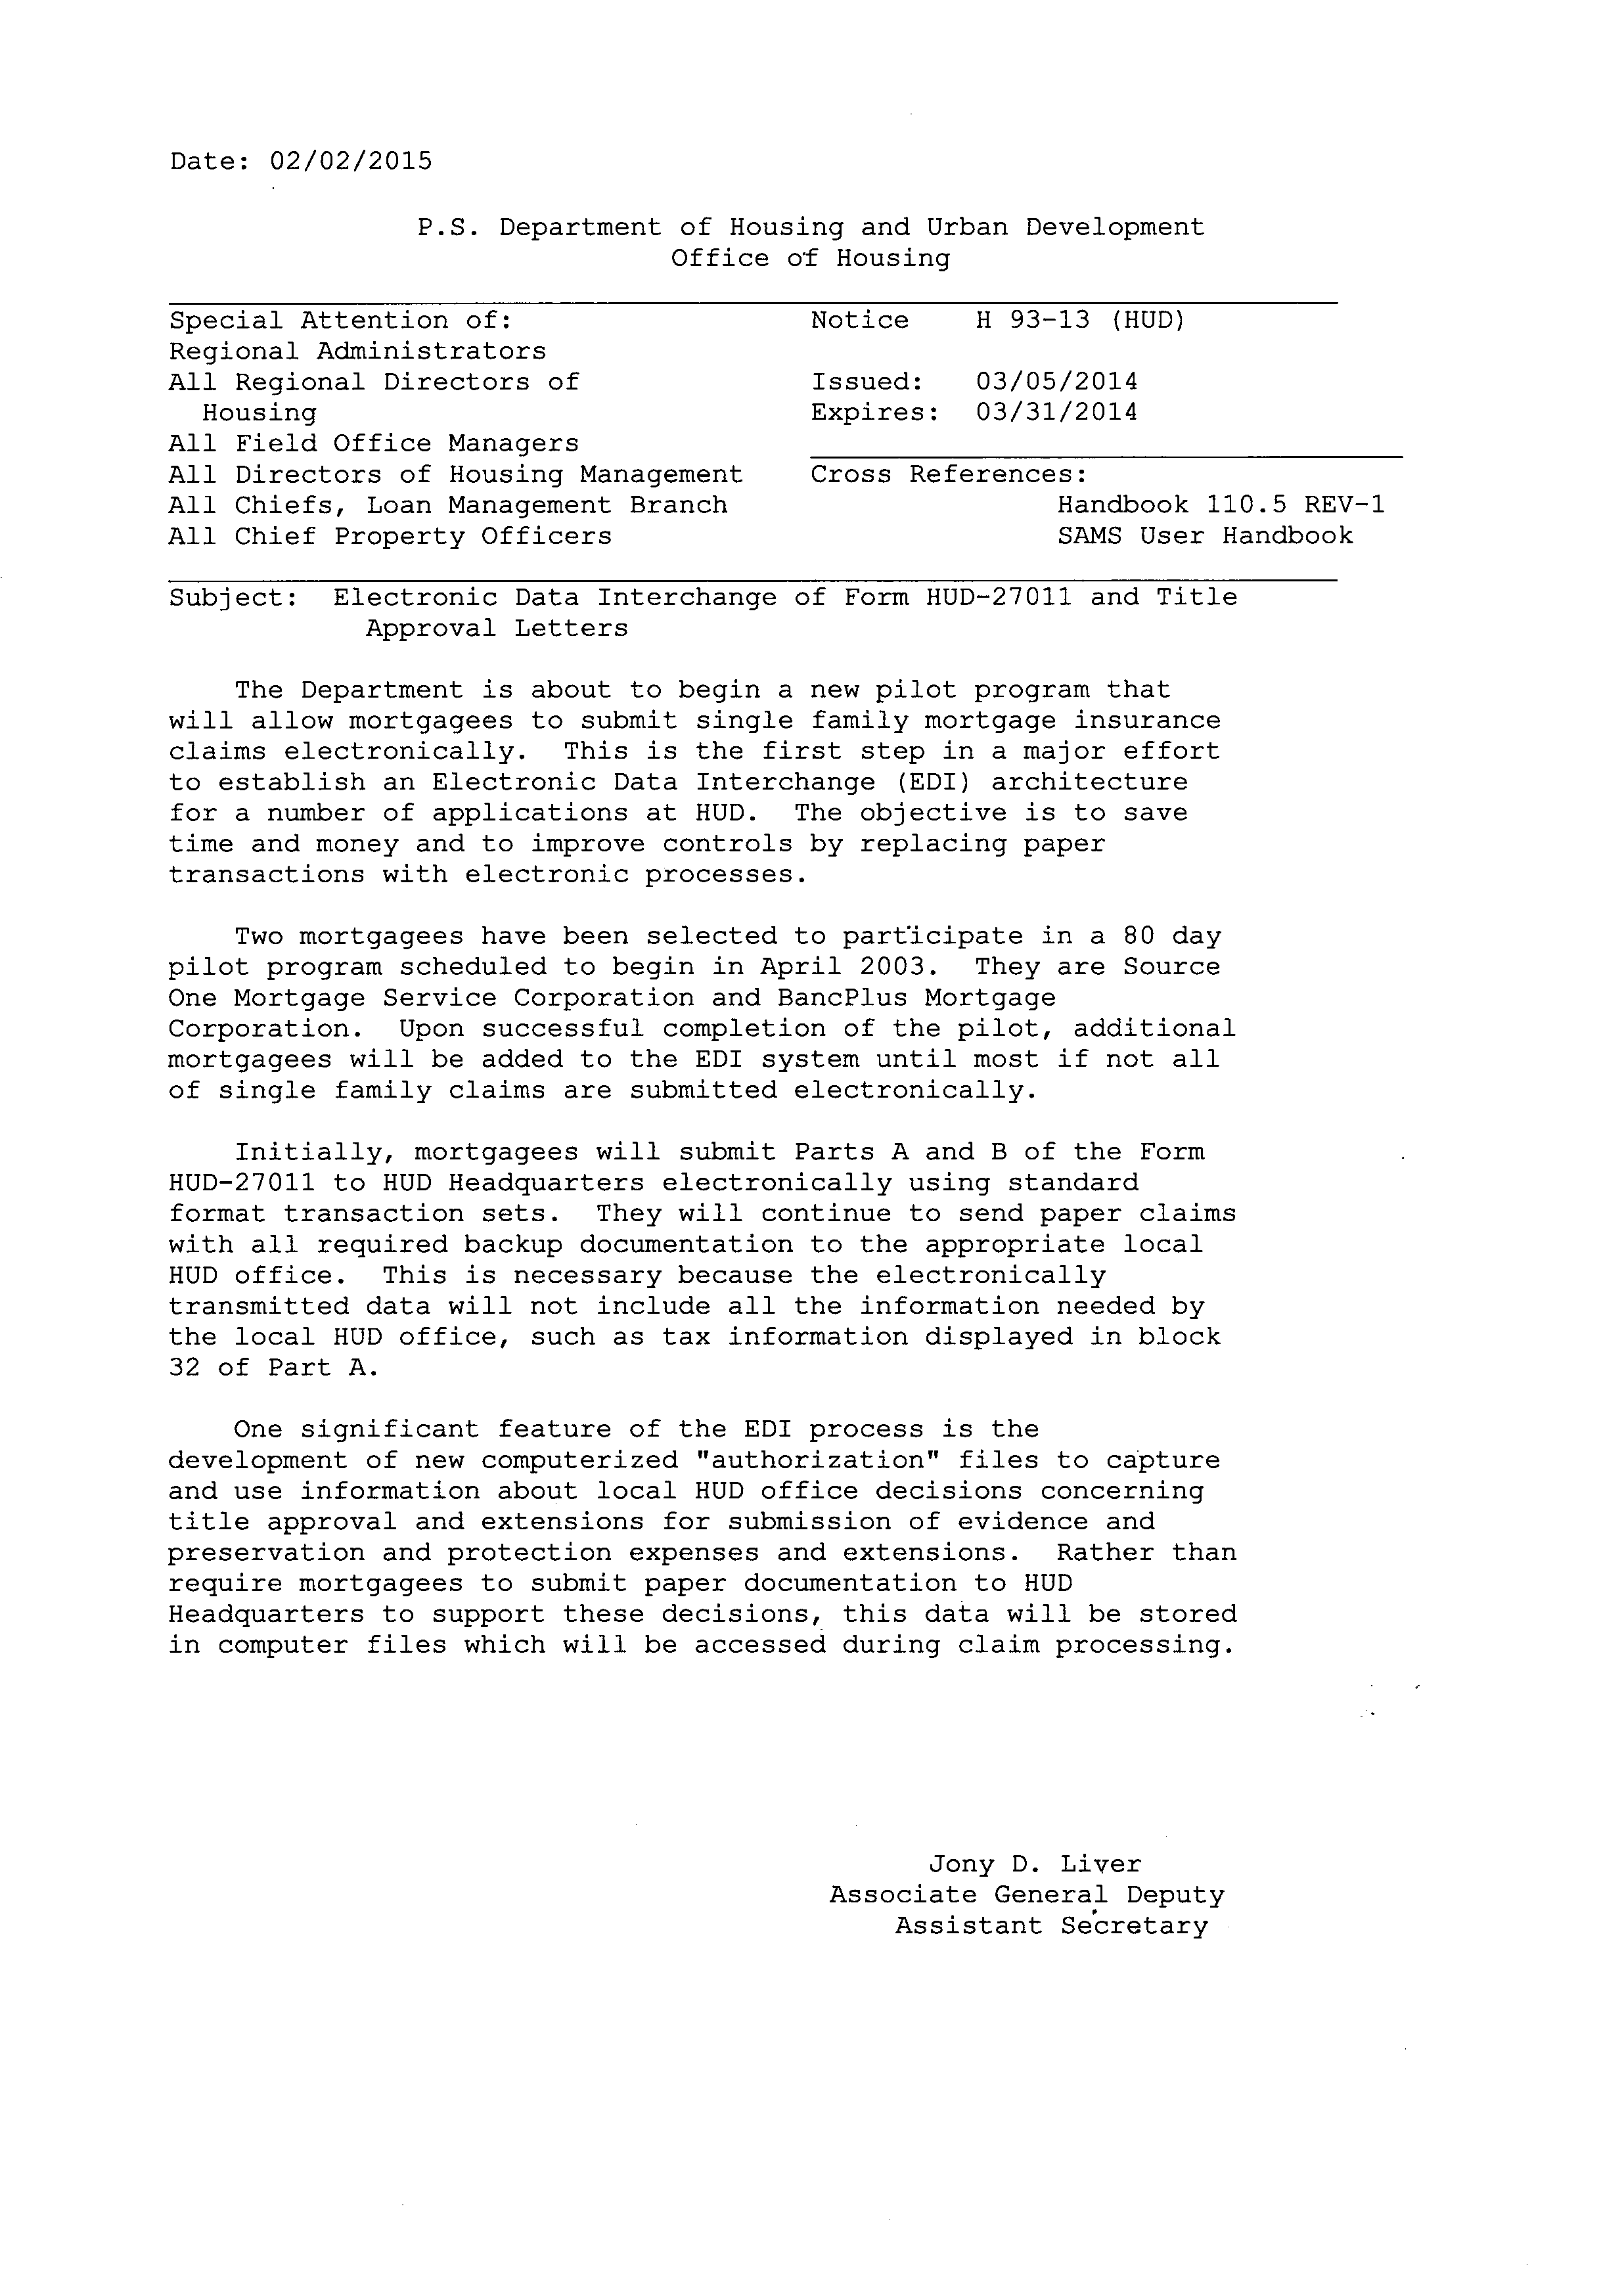 Date: 02/02/2015
P.S. Department of Housing and Urban Development
Office of Housing
Special Attention of: Notice H 93-13 (HUD)
Regional Administrators
All Regional Directors of Issued: 03/05/2014
Housing Expires: 03/31/2014
All Field Office Managers
All Directors of Housing Management Cross References:
All Chiefs, Loan Management Branch Handbook 110.5 REV-1
All Chief Property Officers SAMS User Handbook
Subject: Electronic Data Interchange of Form HUD-27011 and Title
Approval Letters
The Department is about to begin a new pilot program that
will allow mortgagees to submit single family mortgage insurance
claims electronically. This is the first step in a major effort
to establish an Electronic Data Interchange (EDI) architecture
for a number of applications at HUD. The objective is to save
time and money and to improve controls by replacing paper
transactions with electronic processes.
Two mortgagees have been selected to participate in a 80 day
pilot program scheduled to begin in April 2003. They are Source
One Mortgage Service Corporation and BancPlus Mortgage
Corporation. Upon successful completion of the pilot, additional
mortgagees will be added to the EDI system until most if not all
of single family claims are submitted electronically.
Initially, mortgagees will submit Parts A and B of the Form
HUD-27011 to HUD Headquarters electronically using standard
format transaction sets. They will continue to send paper claims
with all required backup documentation to the appropriate local
HUD office. This is necessary because the electronically
transmitted data will not include all the information needed by
the local HUD office, such as tax information displayed in block
32 of Part A.
One significant feature of the EDI process is the
development of new computerized "authorization" files to capture
and use information about local HUD office decisions concerning
title approval and extensions for submission of evidence and
preservation and protection expenses and extensions. Rather than
require mortgagees to submit paper documentation to HUD
Headquarters to support these decisions, this data will be stored
in computer files which will be accessed during claim processing.
Jony D. Liver
Associate General Deputy
Assistant Secretary